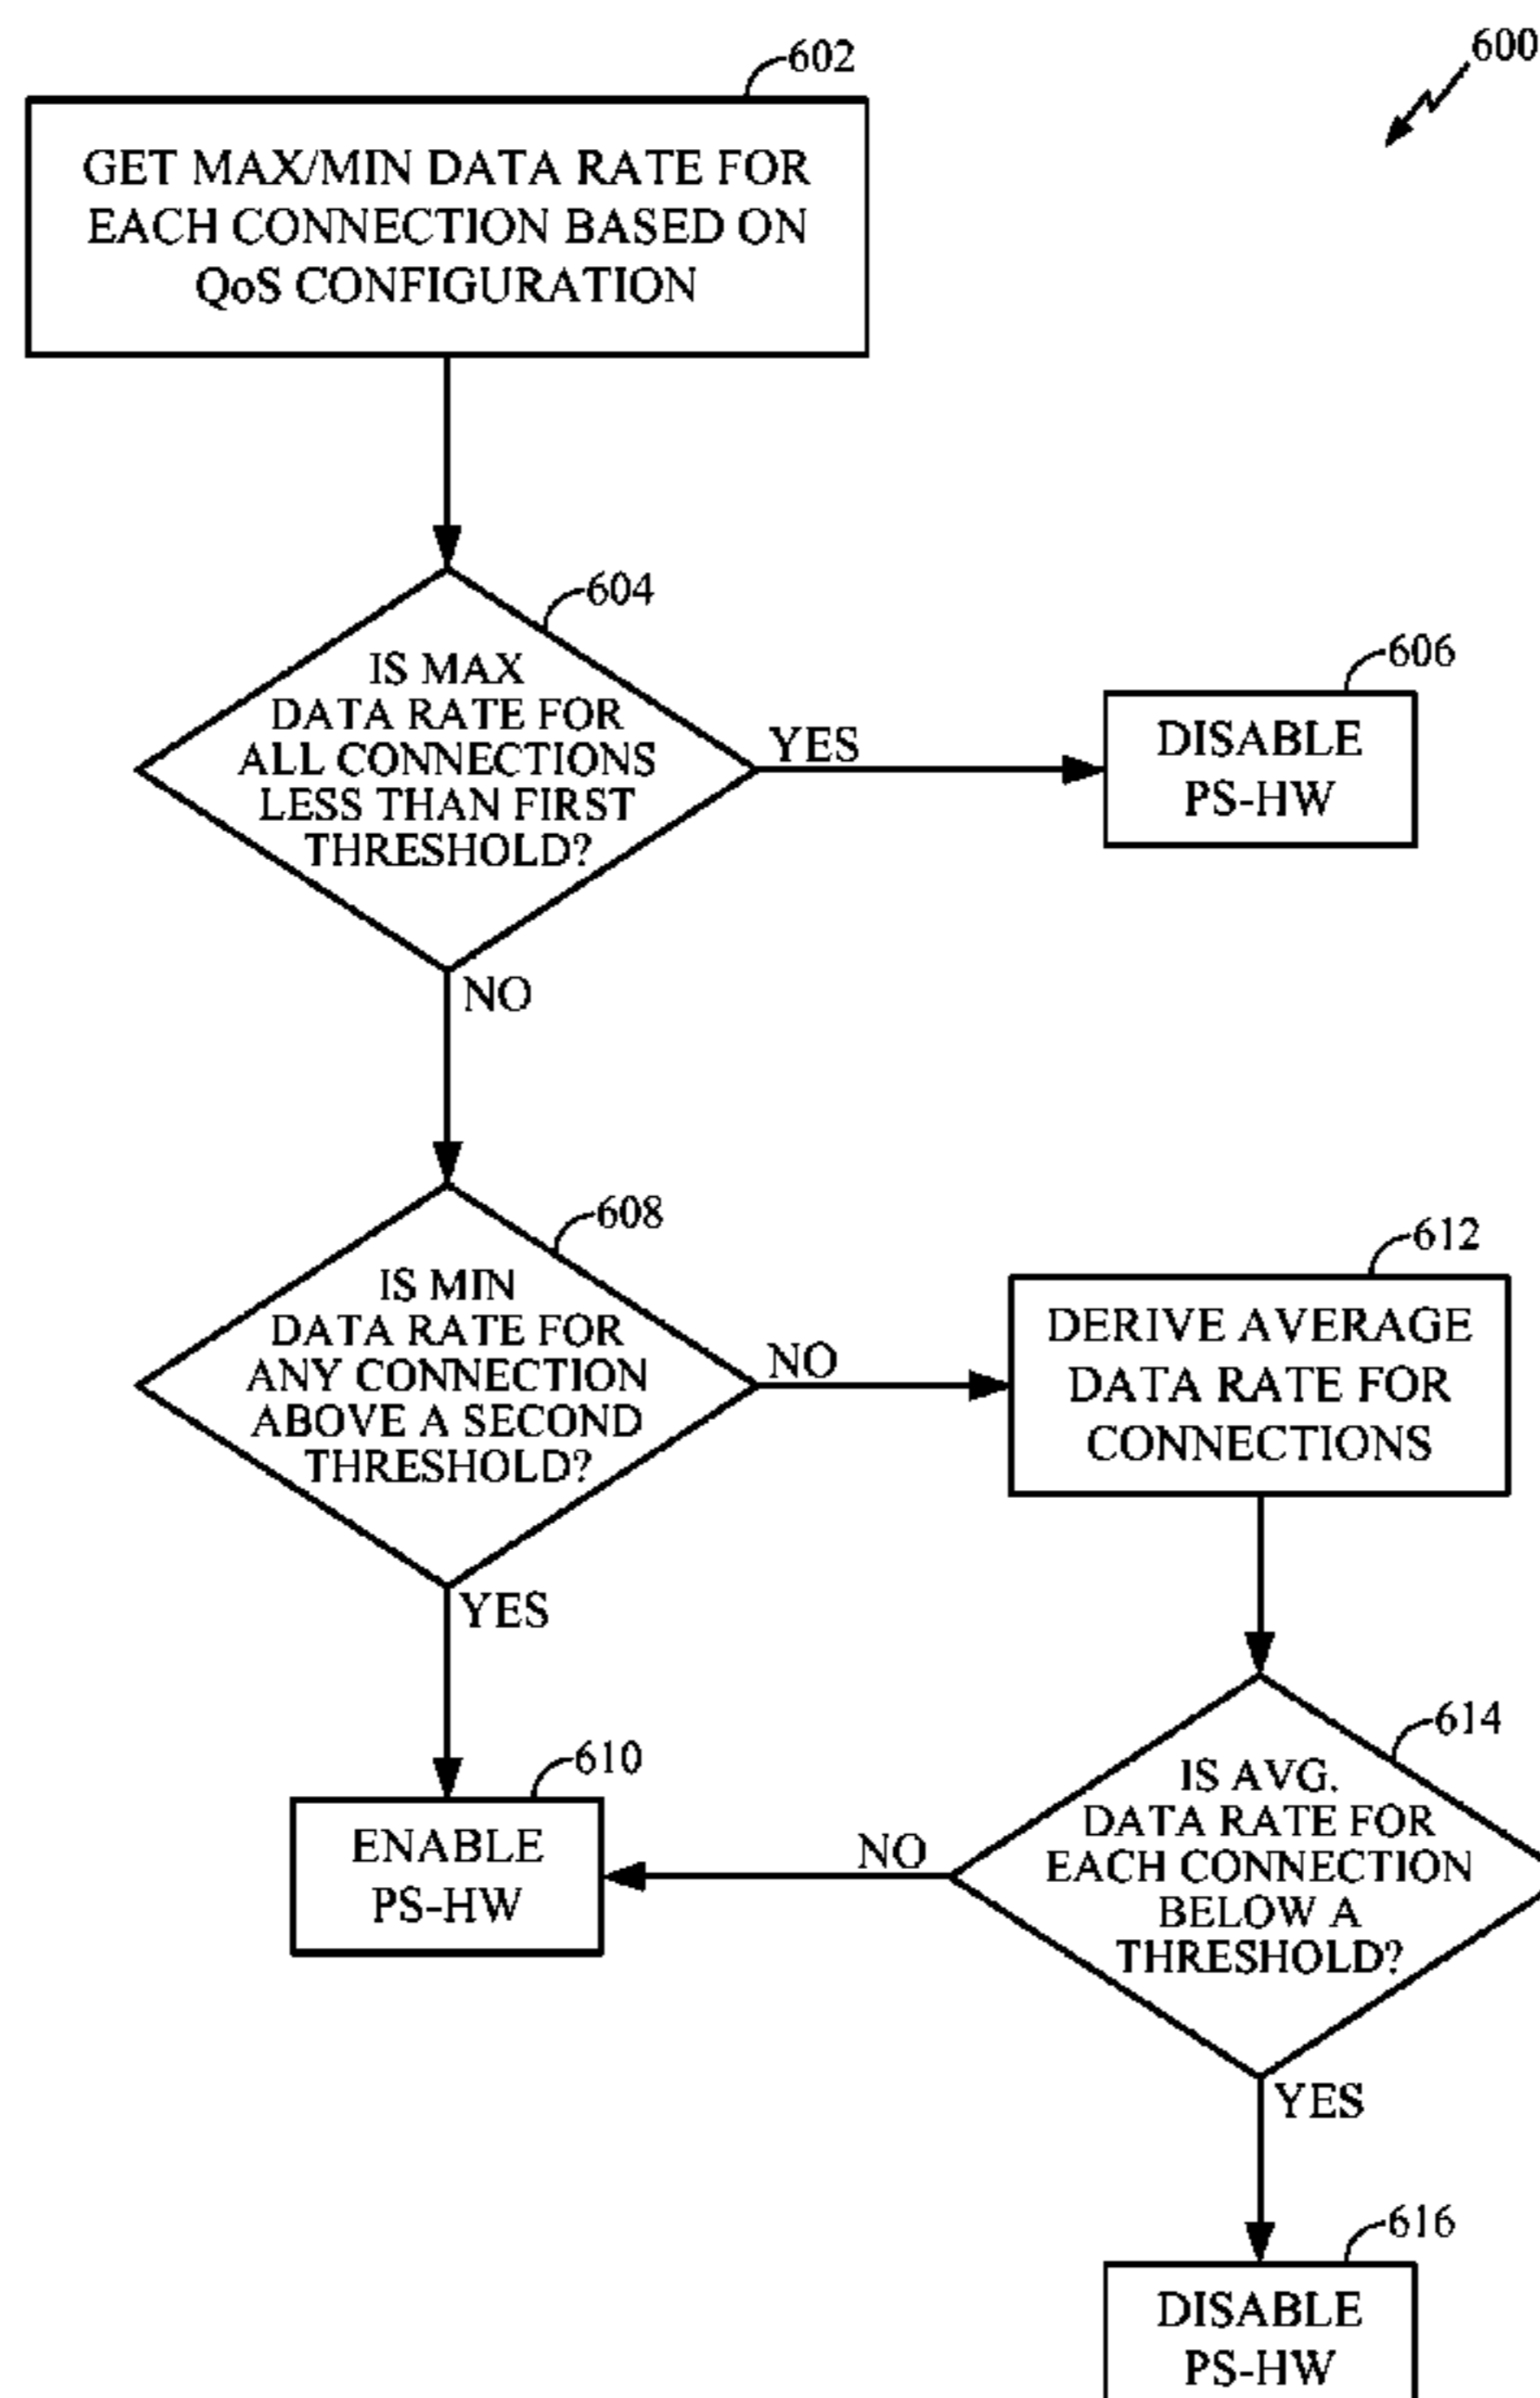 600
602
GET MAX/MIN DATA RATE FOR
EACH CONNECTION BASED ON
QoS CONFIGURATION
604
IS MAX
DATA RATE FOR
ALL CONNECTIONS
LESS THAN FIRST
THRESHOLD?
YES
606
DISABLE
PS-HW
NO
608
IS MIN
DATA RATE FOR
ANY CONNECTION
ABOVE A SECOND
THRESHOLD?
NO
612
DERIVE AVERAGE
DATA RATE FOR
CONNECTIONS
YES
610
ENABLE
PS-HW
614
IS AVG.
DATA RATE FOR
EACH CONNECTION
BELOW A
THRESHOLD?
NO
YES
616
DISABLE
PS-HW